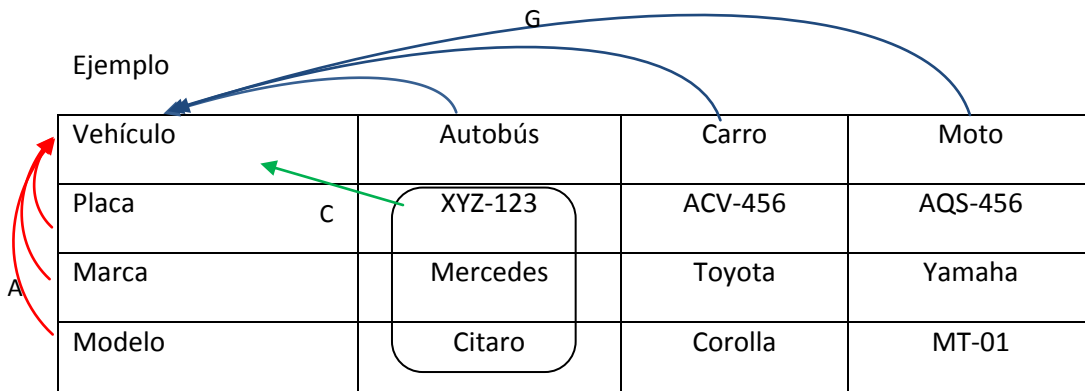 G
Ejemplo
Vehículo Autobús Carro Moto
Placa XYZ-123 ACV-456 AQS-456
C
Marca Mercedes Toyota Yamaha
A
Modelo Citaro Corolla MT-01